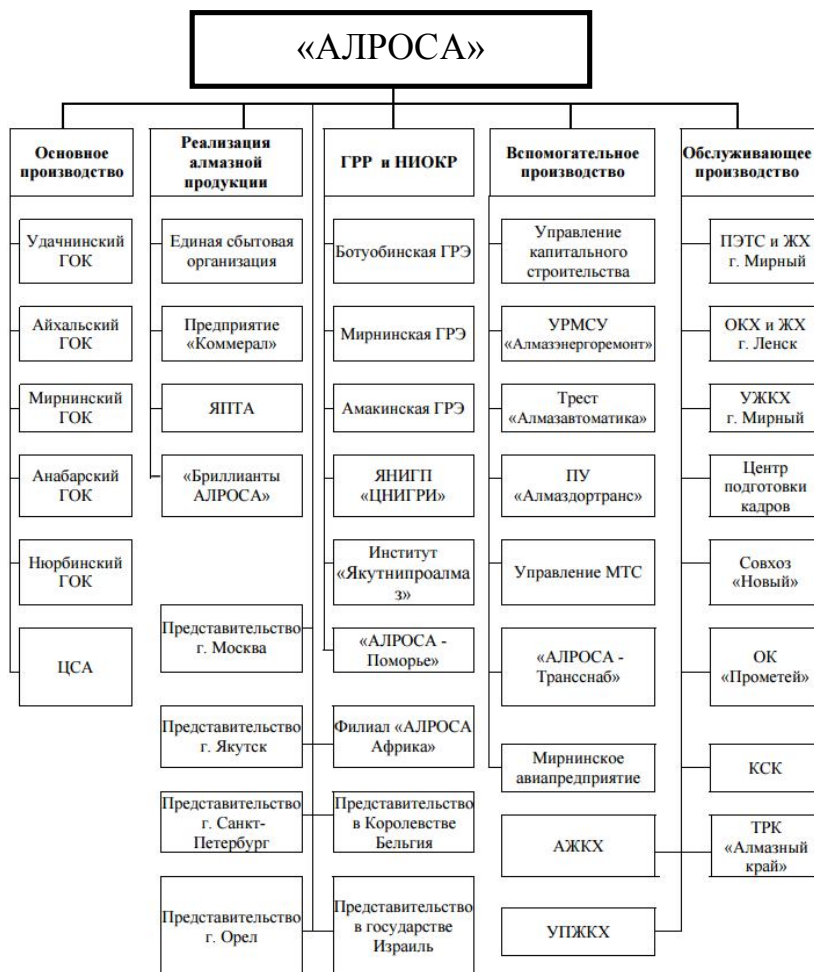 «АЛРОСА»
Основное
производство
Удачнинский
ГОК
Айхальский
ГОК
Мирнинский
ГОК
Анабарский
ГОК
Нюрбинский
ГОК
ЦСА
Реализация
алмазной
продукции
Единая сбытовая
организация
Предприятие
«Коммерал»
ЯПТА
«Бриллианты
АЛРОСА»
Представительство
г. Москва
Представительство
г. Якутск
Представительство
г. Санкт-
Петербург
Представительство
г. Орел
ГРР и НИОКР
Ботуобинская ГРЭ
Мирнинская ГРЭ
Амакинская ГРЭ
ЯНИГП
«ЦНИГРИ»
Институт
«Якутнипроалма
з»
«АЛРОСА -
Поморье»
Филиал «АЛРОСА
Африка»
Представительство
в Королевстве
Бельгия
Представительство
в государстве
Израиль
Вспомогательное
производство
Управление
капитального
строительства
УРМСУ
«Алмазэнергоремонт»
Трест
«Алмазавтоматика»
ПУ
«Алмаздортранс»
Управление МТС
«АЛРОСА -
Трансснаб»
Мирнинское
авиапредприятие
АЖКХ
УПЖКХ
Обслуживающее
производство
ПЭТС и ЖХ
г. Мирный
ОКХ и ЖХ
г. Ленск
УЖКХ
г. Мирный
Центр
подготовки
кадров
Совхоз
«Новый»
ОК
«Прометей»
КСК
ТРК
«Алмазный
край»